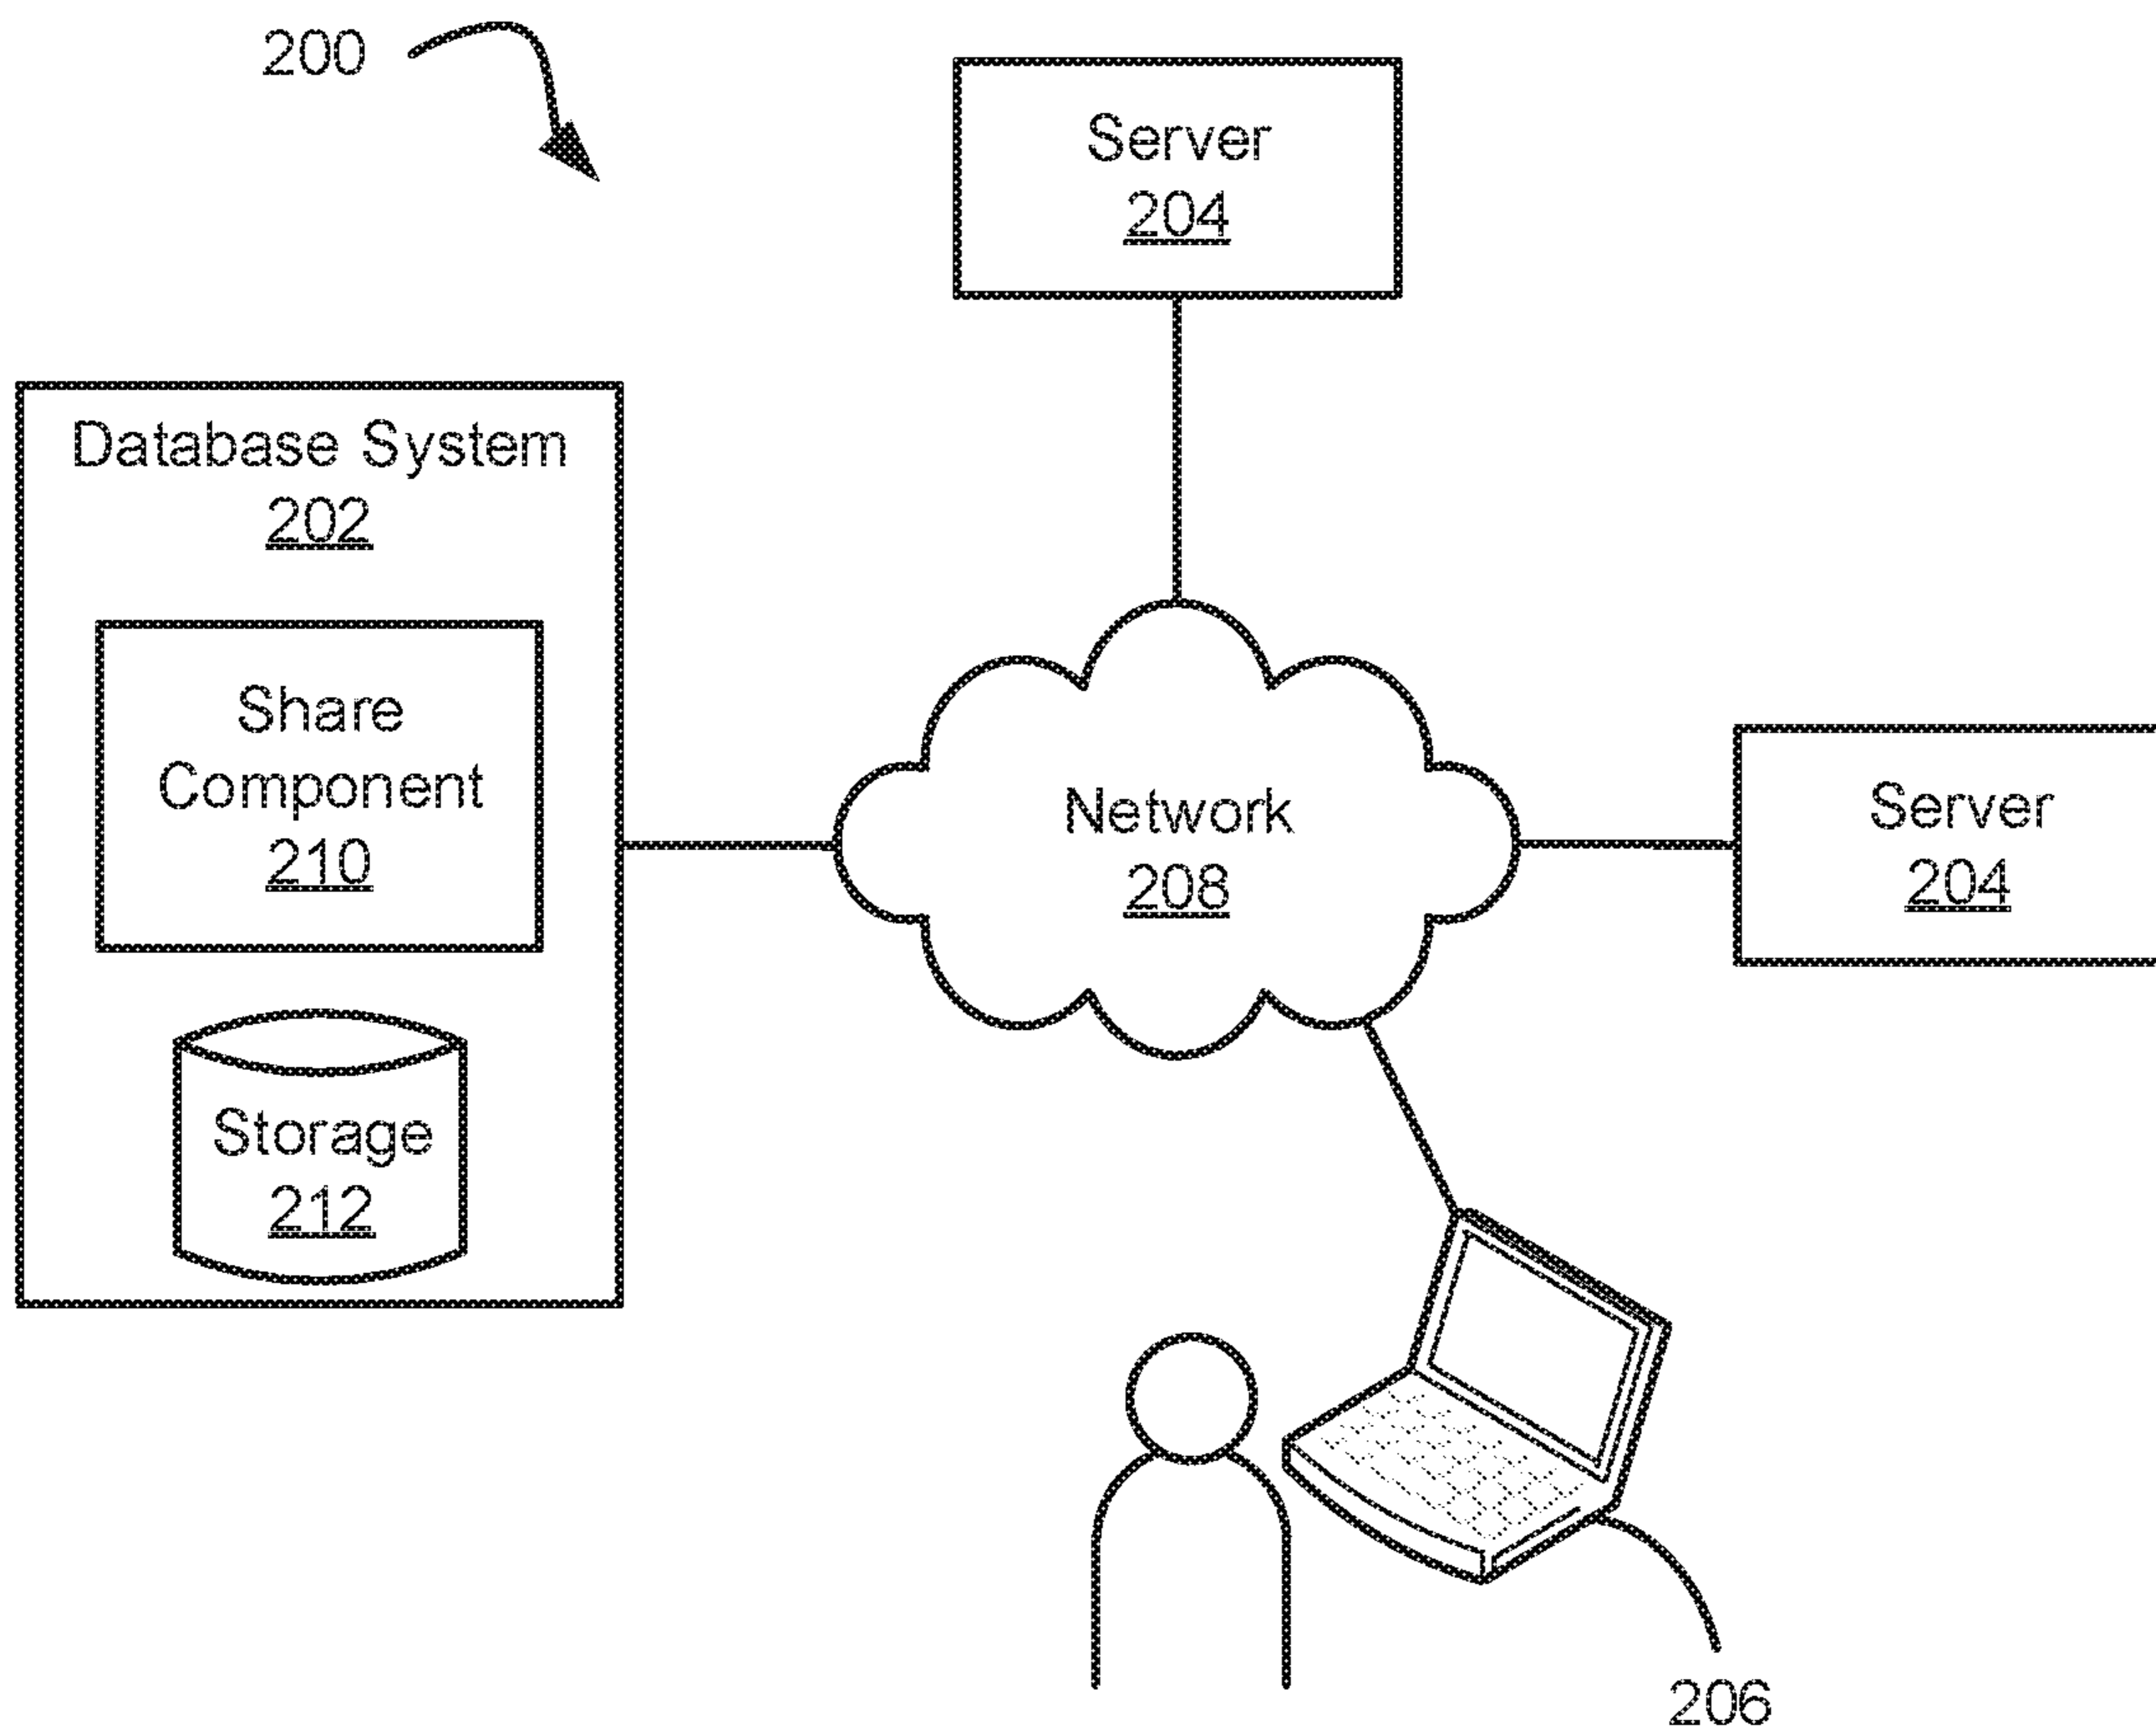 200
Server
204
Database System
202
Share
Component
210
Storage
212
Network
208
Server
204
206